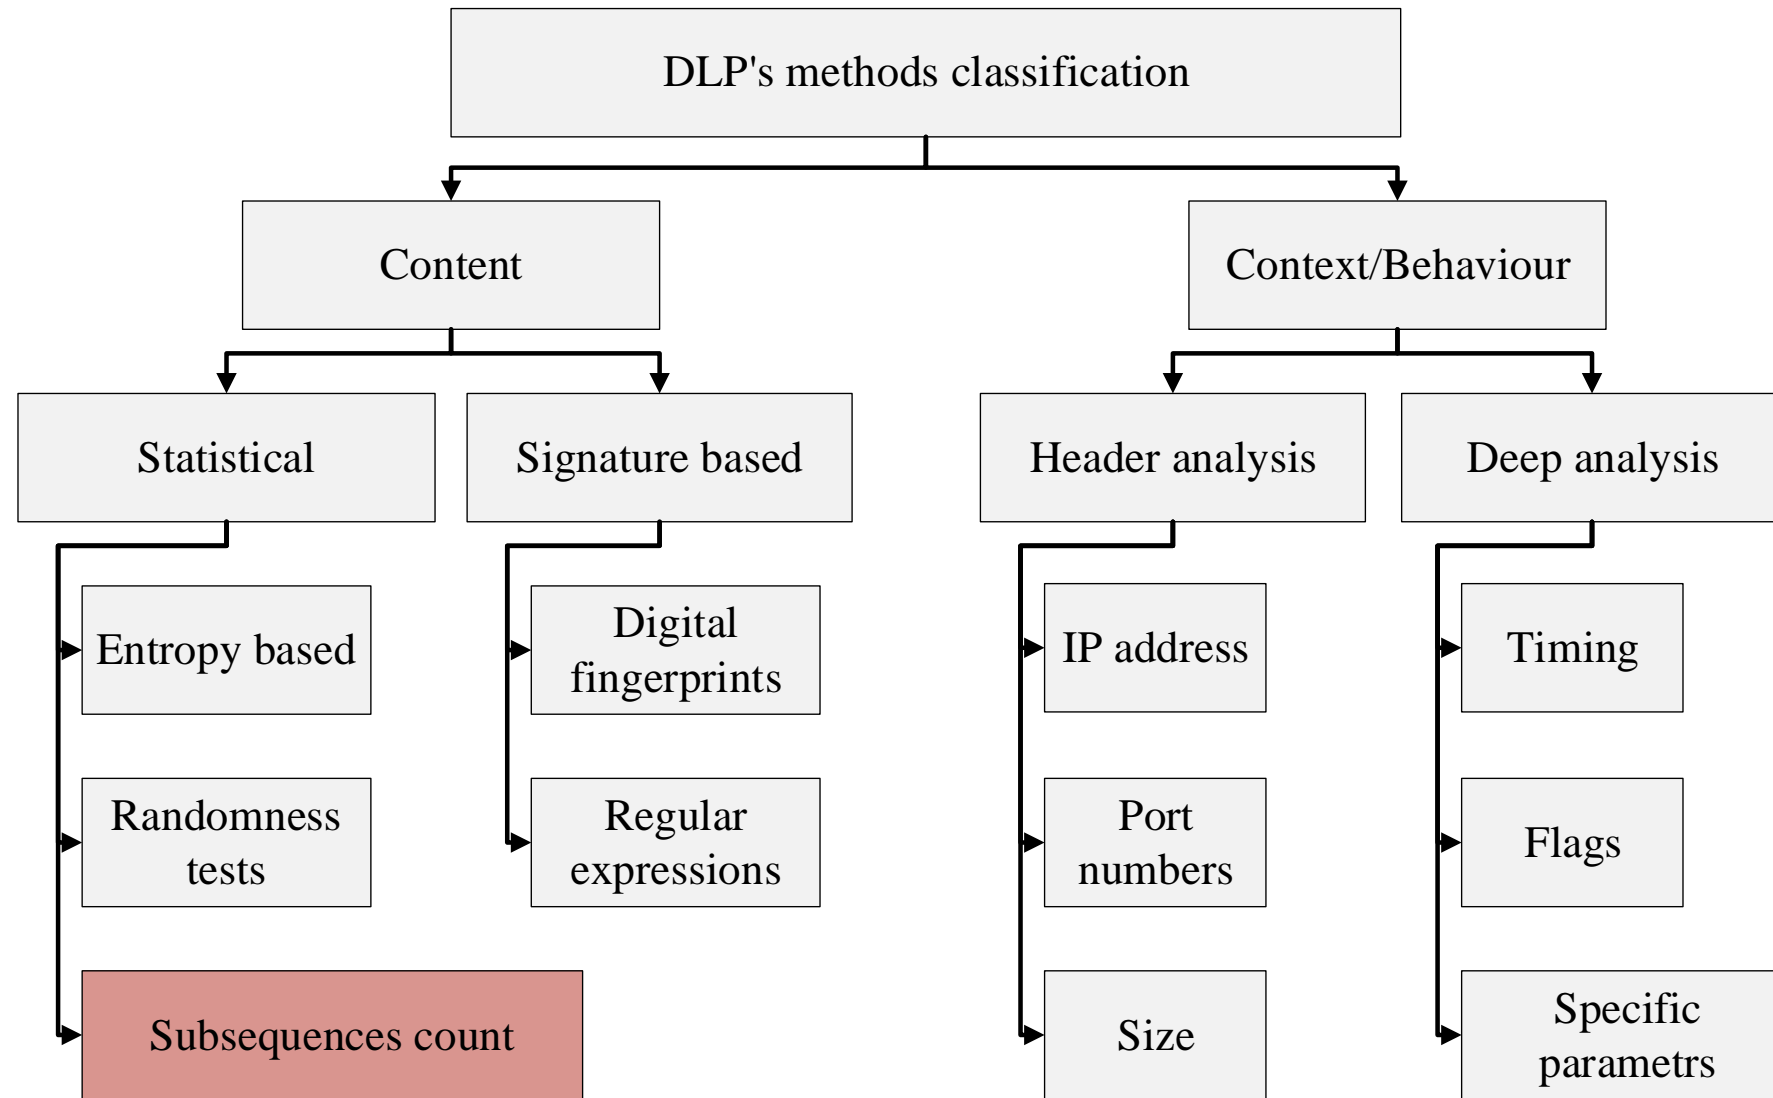 DLP's methods classification
Content
Context/Behaviour
Statistical
Signature based
Header analysis
Deep analysis
Entropy based
Digital
fingerprints
IP address
Timing
Randomness
tests
Regular
expressions
Port
numbers
Flags
Subsequences count
Size
Specific
parametrs